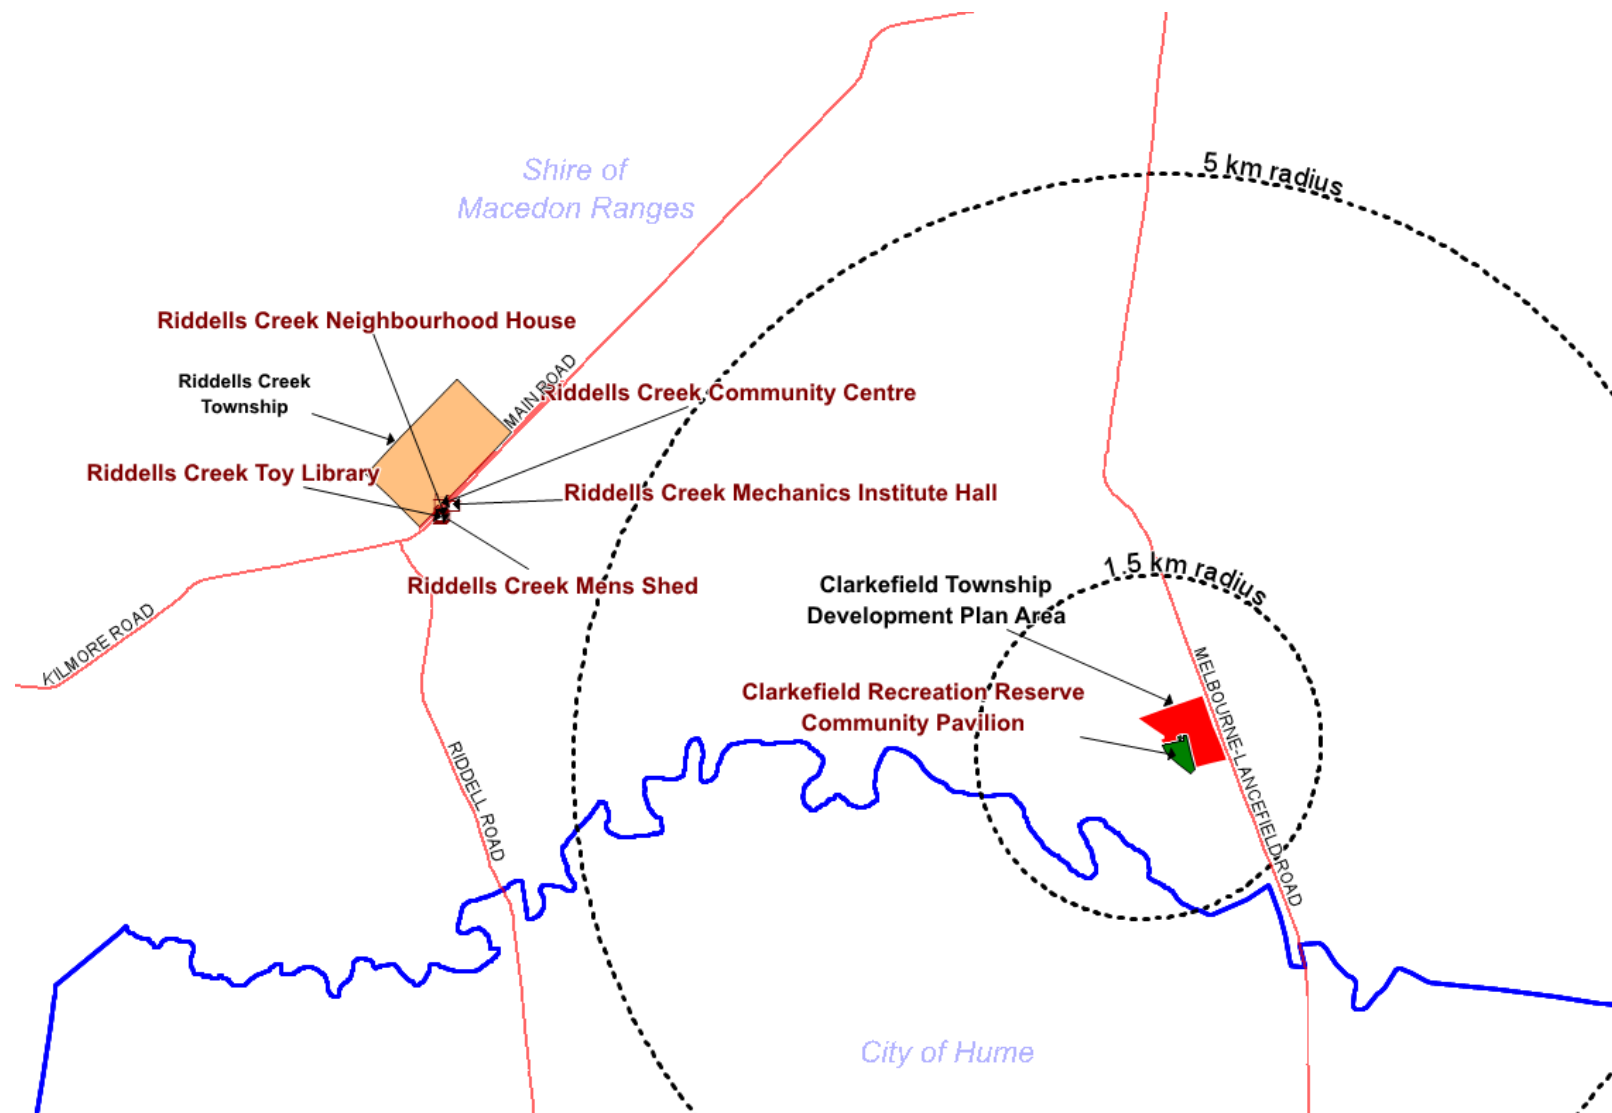 5 km radius
Shire of
Macedon Ranges
Riddells Creek Neighbourhood House
MAIN ROAD
Riddells Creek
Township
Riddells Creek Community Centre
Riddells Creek Toy Library
Riddells Creek Mechanics Institute Hall
1.5 km radius
Riddells Creek Mens Shed
Clarkefield Township
Development Plan Area
KILMORE ROAD
MELBOURNE-LANCEFIELD ROAD
Clarkefield Recreation Reserve
Community Pavilion
RIDDELL ROAD
City of Hume